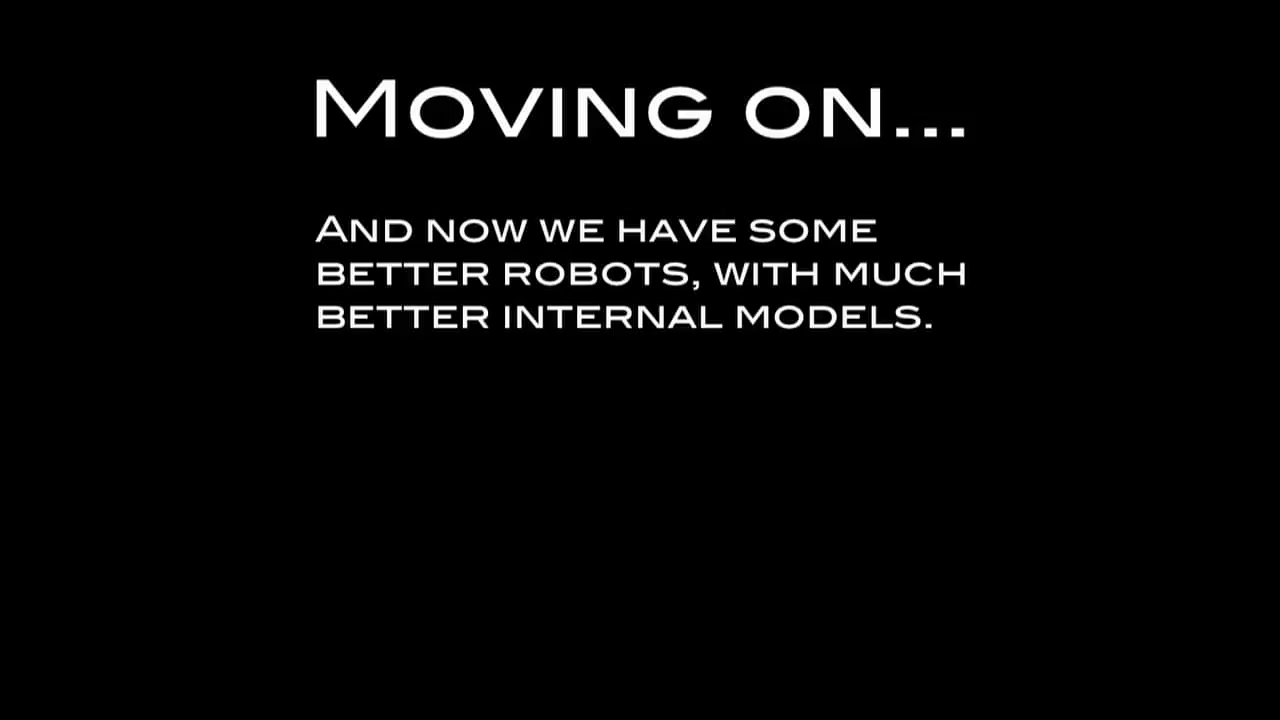 Moving on...
And now we have some
better robots, with much
better internal models.